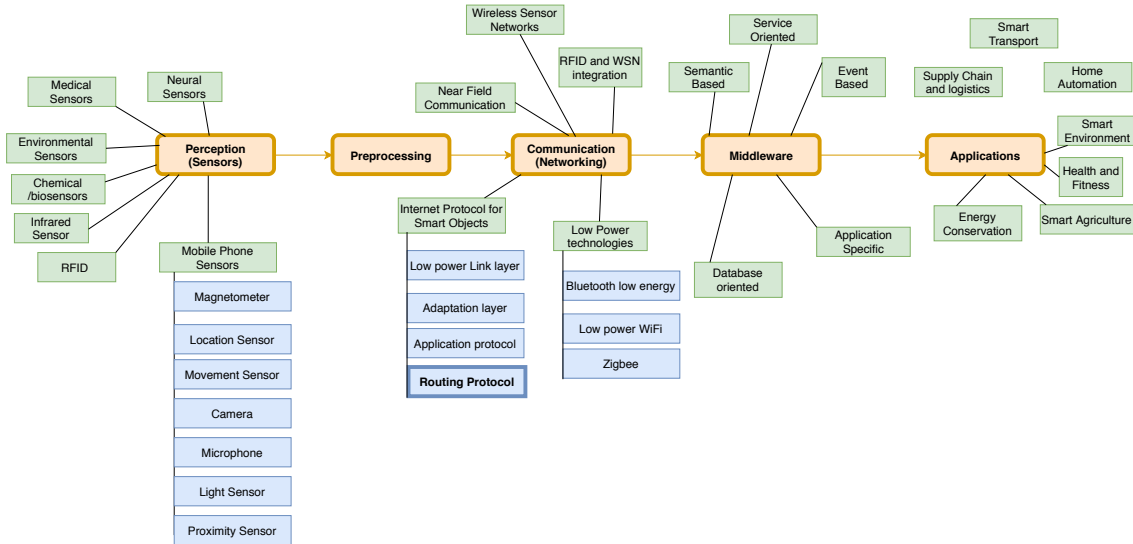 Wireless Sensor
Networks
Service
Oriented
Smart
Transport
RFID and WSN
integration
Semantic
Based
Event
Based
Supply Chain
and logistics
Home
Automation
Medical
Sensors
Neural
Sensors
Near Field
Communication
Environmental
Sensors
Perception
(Sensors)
Preprocessing
Communication
(Networking)
Middleware
Applications
Smart
Environment
Health and
Fitness
Chemical
/biosensors
Infrared
Sensor
RFID
Mobile Phone
Sensors
Internet Protocol for
Smart Objects
Low Power
technologies
Application
Specific
Energy
Conservation
Smart Agriculture
Database
oriented
Magnetometer
Location Sensor
Movement Sensor
Camera
Microphone
Light Sensor
Proximity Sensor
Low power Link layer
Adaptation layer
Application protocol
Routing Protocol
Bluetooth low energy
Low power WiFi
Zigbee